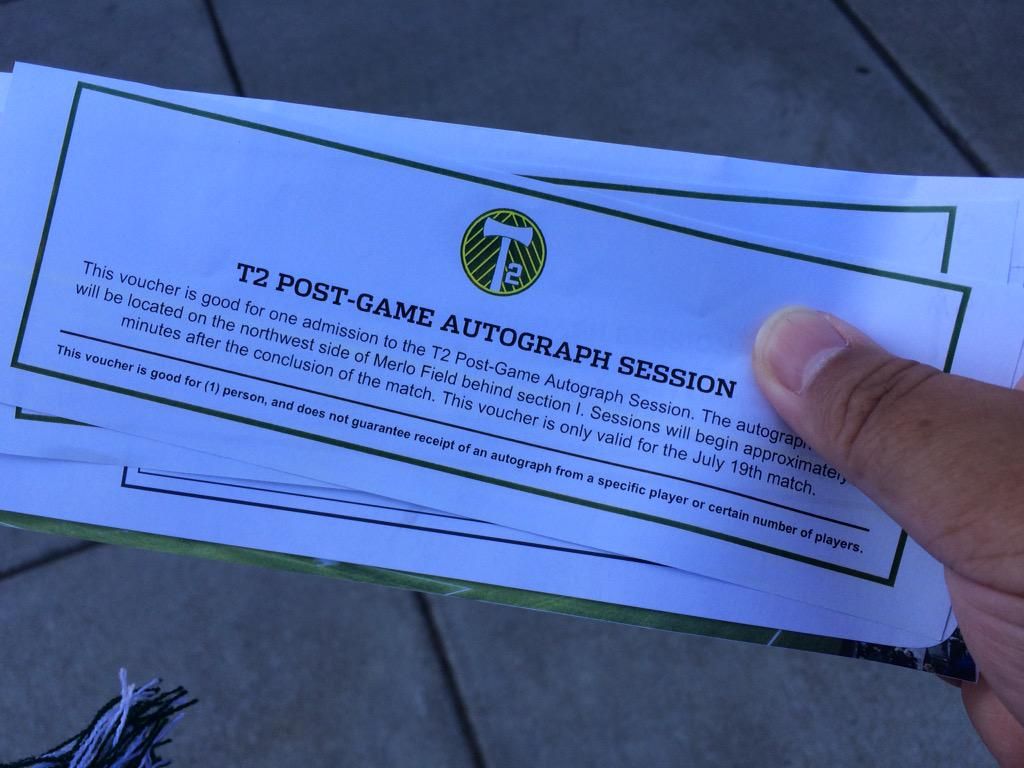 2
T2 POST-GAME AUTOGRAPH SESSION
This voucher is good for one admission to the T2 Post-Game Autograph Session. The autograph
will be located on the northwest side of Merlo Field behind section I. Sessions will begin approximately
minutes after the conclusion of the match. This voucher is only valid for the July 19th match.
This voucher is good for (1) person, and does not guarantee receipt of an autograph from a specific player or certain number of players.